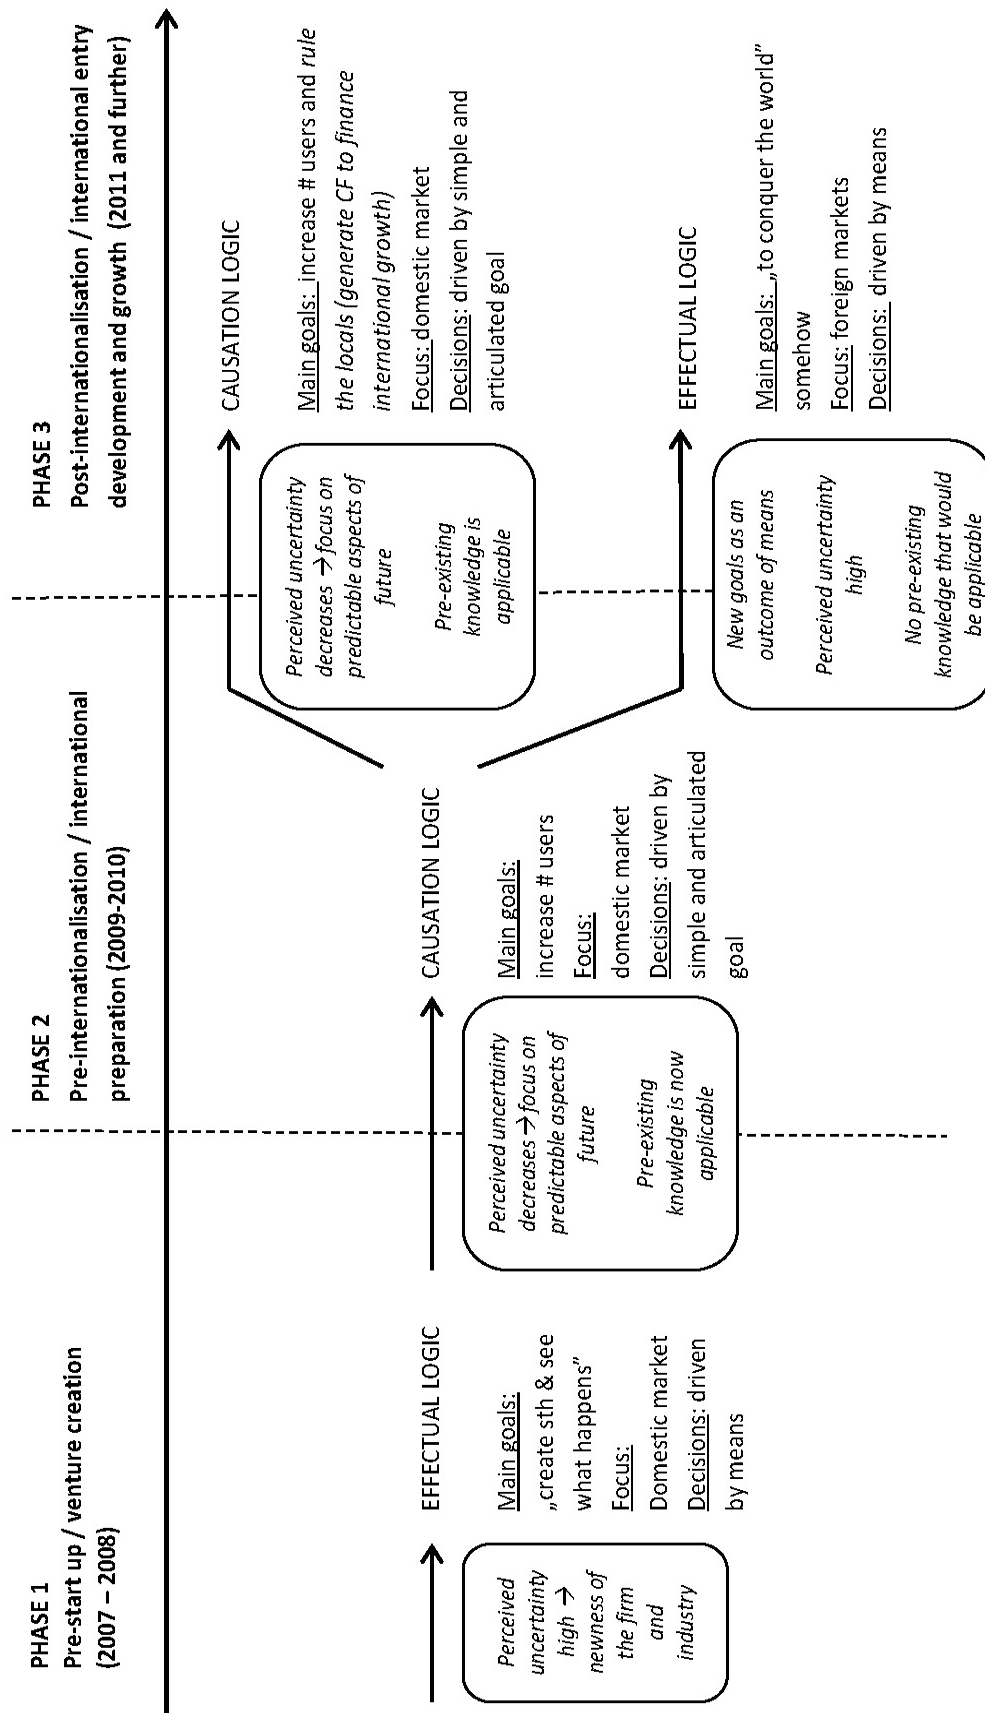 PHASE 1
Pre-start up / venture creation
(2007 – 2008)
PHASE 2
Pre-internationalisation / international
preparation (2009-2010)
PHASE 3
Post-internationalisation / international entry
development and growth (2011 and further)
Perceived
uncertainty
high →
newness of
the firm
and
industry
EFFECTUAL LOGIC
Main goals:
„create sth & see
what happens”
Focus:
Domestic market
Decisions: driven
by means
Perceived uncertainty
decreases →focus on
predictable aspects of
future
Pre-existing
knowledge is now
applicable
CAUSATION LOGIC
Main goals:
increase # users
Focus:
domestic market
Decisions: driven by
simple and articulated
goal
Perceived uncertainty
decreases →focus on
predictable aspects of
future
Pre-existing
knowledge is
applicable
CAUSATION LOGIC
Main goals: increase # users and rule
the locals (generate CF to finance
international growth)
Focus: domestic market
Decisions: driven by simple and
articulated goal
New goals as an
outcome of means
Perceived uncertainty
high
No pre-existing
knowledge that would
be applicable
EFFECTUAL LOGIC
Main goals: „to conquer the world”
somehow
Focus: foreign markets
Decisions: driven by means